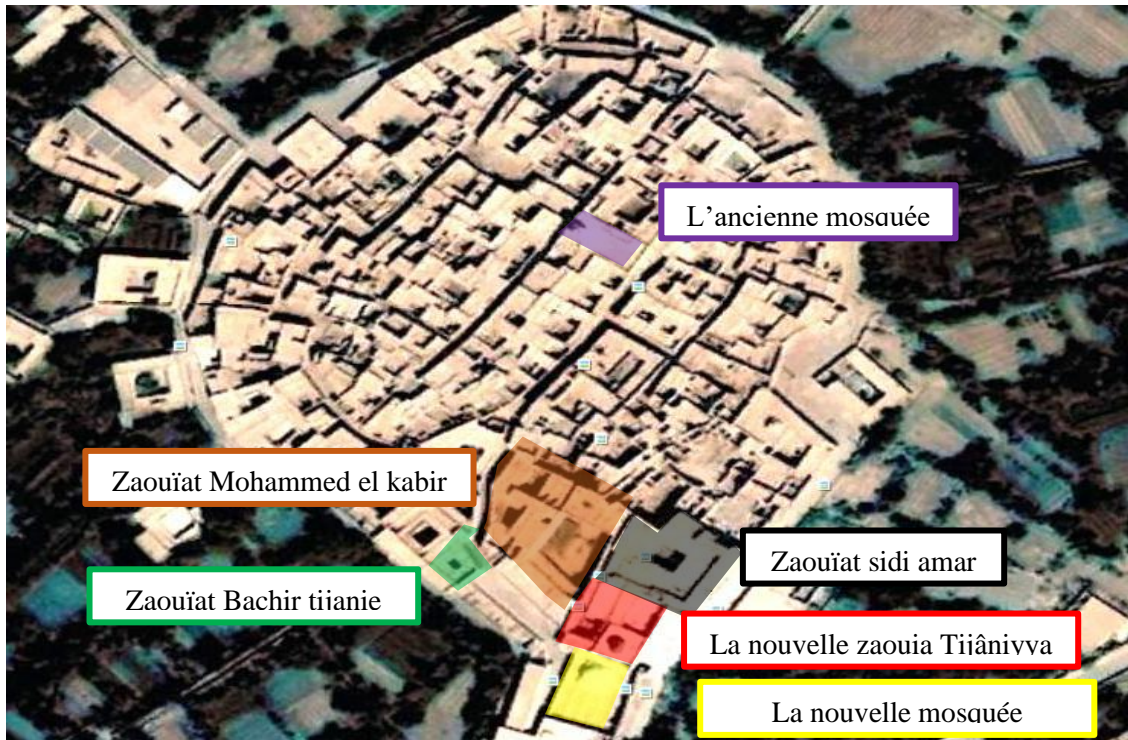 L'ancienne mosquée
Zaouïat Mohammed el kabir
Zaouïat sidi amar
Zaouïat Bachir tijanie
La nouvelle zaouia Tijâniyya
La nouvelle mosquée